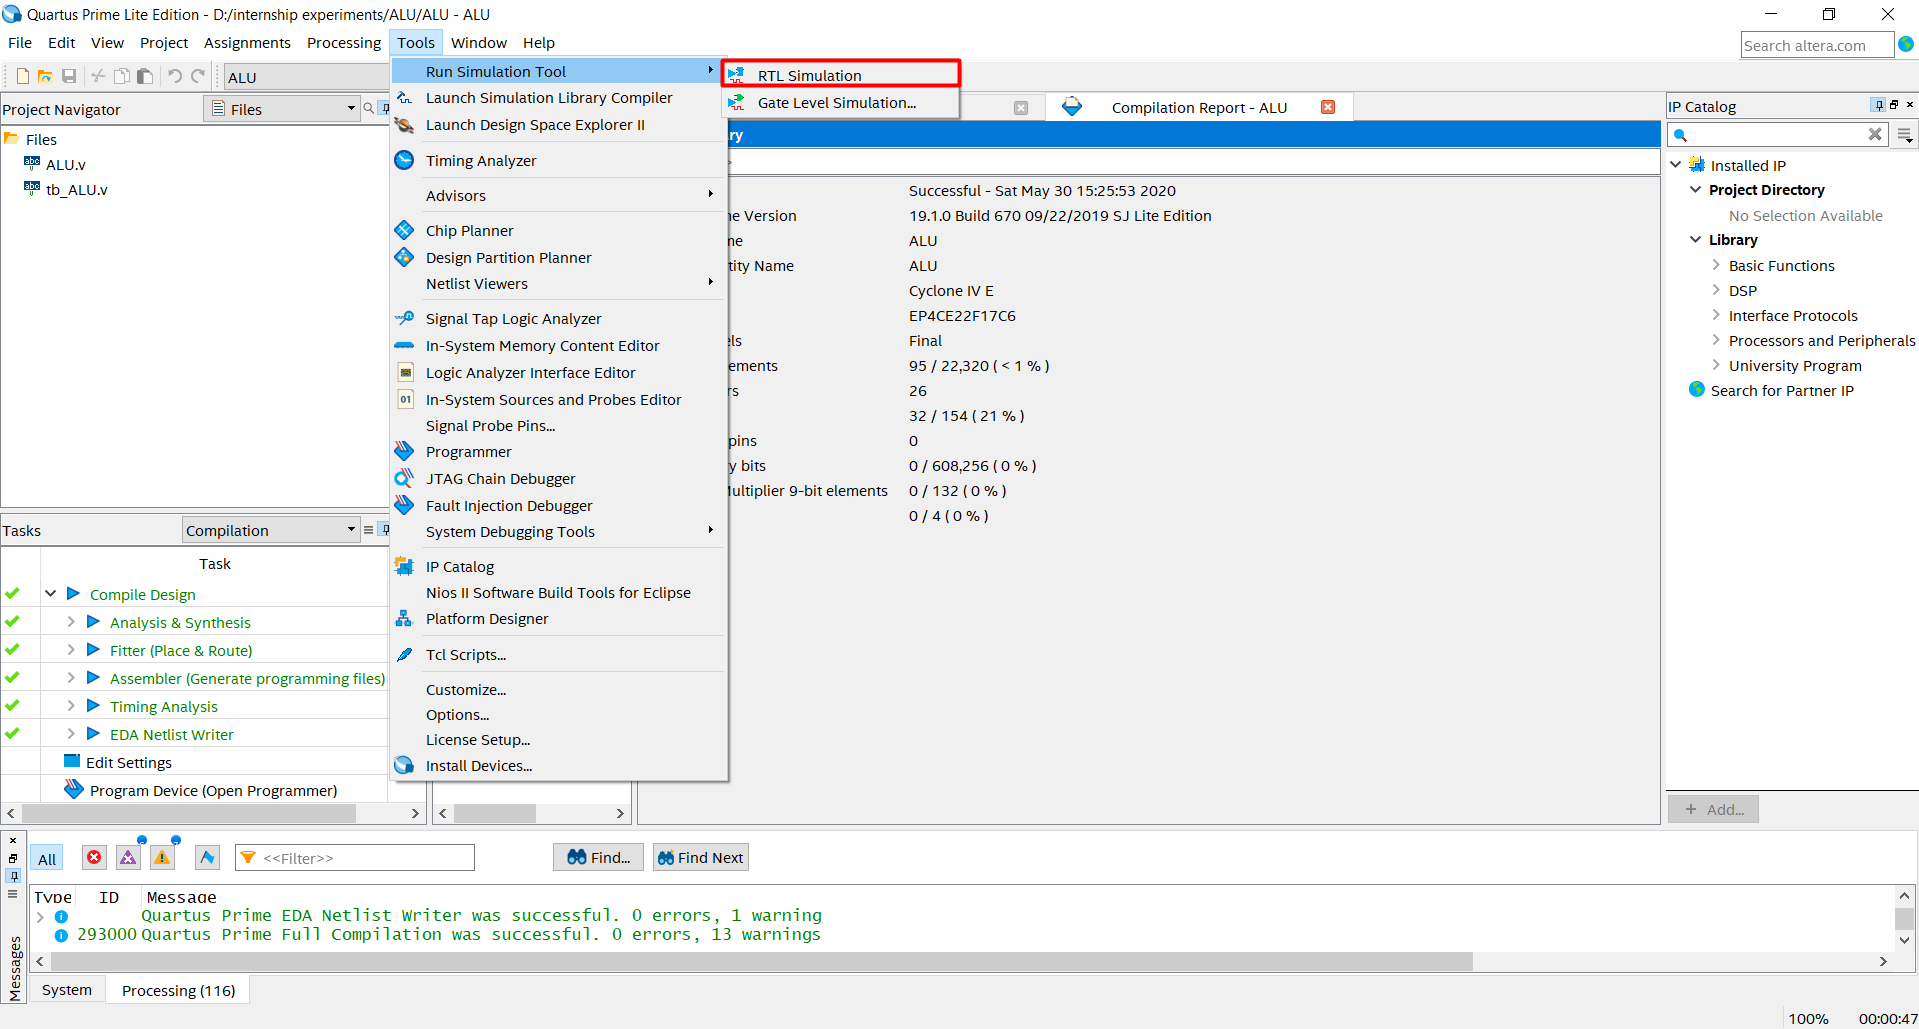 Quartus Prime Lite Edition - D:/internship experiments/ALU/ALU - ALU
File Edit View Project Assignments Processing Tools Window Help
Search altera.com
ALU
Project Navigator
Files
Files
ALU.v
tb_ALU.v
Run Simulation Tool
Launch Simulation Library Compiler
Launch Design Space Explorer II
Timing Analyzer
Advisors
Chip Planner
Design Partition Planner
Netlist Viewers
Signal Tap Logic Analyzer
In-System Memory Content Editor
Logic Analyzer Interface Editor
In-System Sources and Probes Editor
Signal Probe Pins...
Programmer
JTAG Chain Debugger
Fault Injection Debugger
System Debugging Tools
IP Catalog
Nios II Software Build Tools for Eclipse
Platform Designer
Tcl Scripts...
Customize...
Options...
License Setup...
Install Devices...
RTL Simulation
Gate Level Simulation...
Compilation Report - ALU
ry
Successful - Sat May 30 15:25:53 2020
ne Version 19.1.0 Build 670 09/22/2019 SJ Lite Edition
me ALU
tity Name ALU
Cyclone IV E
EP4CE22F17C6
els Final
ements 95 / 22,320 ( < 1 % )
rs 26
32 / 154 ( 21 % )
pins 0
y bits 0 / 608,256 ( 0 % )
ultiplier 9-bit elements 0 / 132 ( 0 % )
0 / 4 ( 0 % )
IP Catalog
Installed IP
Project Directory
No Selection Available
Library
Basic Functions
DSP
Interface Protocols
Processors and Peripherals
University Program
Search for Partner IP
+ Add...
Tasks
Compilation
Task
Compile Design
Analysis & Synthesis
Fitter (Place & Route)
Assembler (Generate programming files)
Timing Analysis
EDA Netlist Writer
Edit Settings
Program Device (Open Programmer)
All
<<Filter>>
Find...
Find Next
Type ID Message
Quartus Prime EDA Netlist Writer was successful. 0 errors, 1 warning
293000 Quartus Prime Full Compilation was successful. 0 errors, 13 warnings
Messages
System
Processing (116)
100% 00:00:47